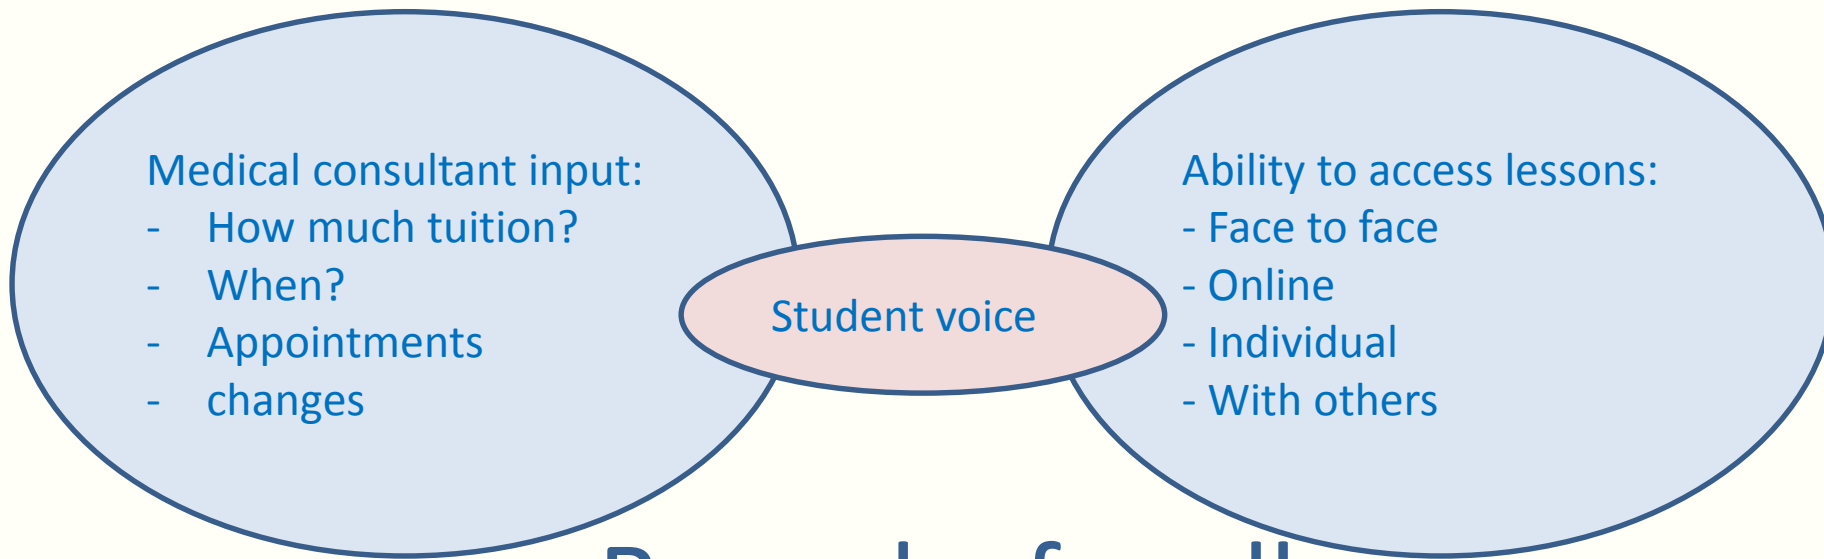 Medical consultant input:
- How much tuition?
- When?
- Appointments
- changes
Student voice
Ability to access lessons:
- Face to face
- Online
- Individual
- With others